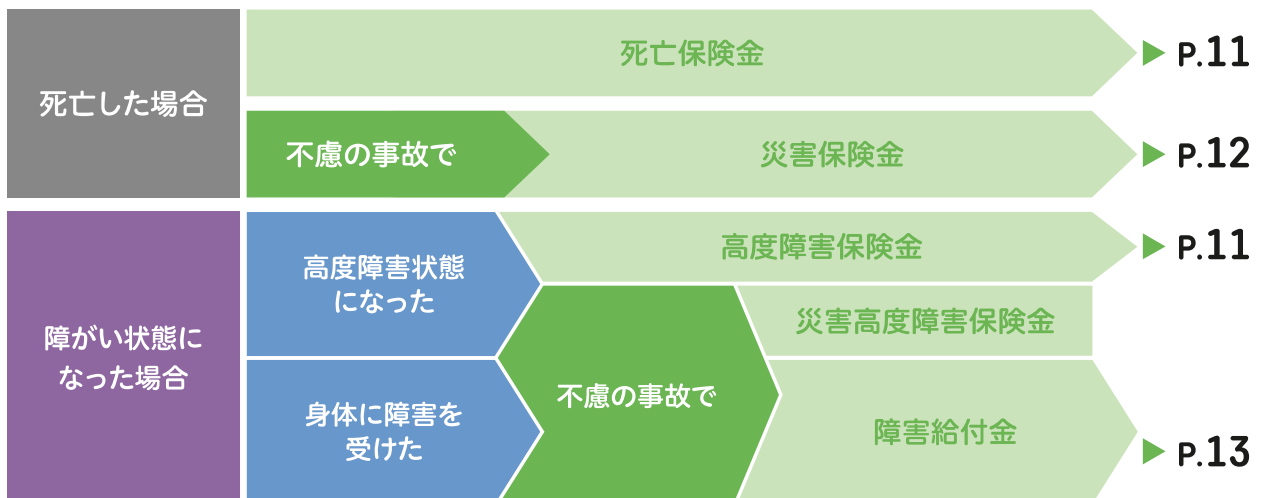 死亡した場合
死亡保険金
P.11
不慮の事故で
災害保険金
P.12
障がい状態に
なった場合
高度障害状態
になった
高度障害保険金
P.11
身体に障害を
受けた
不慮の事故で
災害高度障害保険金
障害給付金
P.13